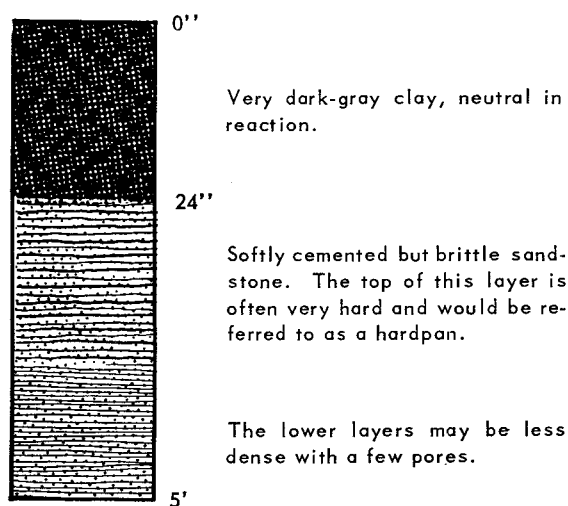 0''
Very dark-gray clay, neutral in
reaction.
24''
Softly cemented but brittle sand-
stone. The top of this layer is
often very hard and would be re-
ferred to as a hardpan.
The lower layers may be less
dense with a few pores.
5'